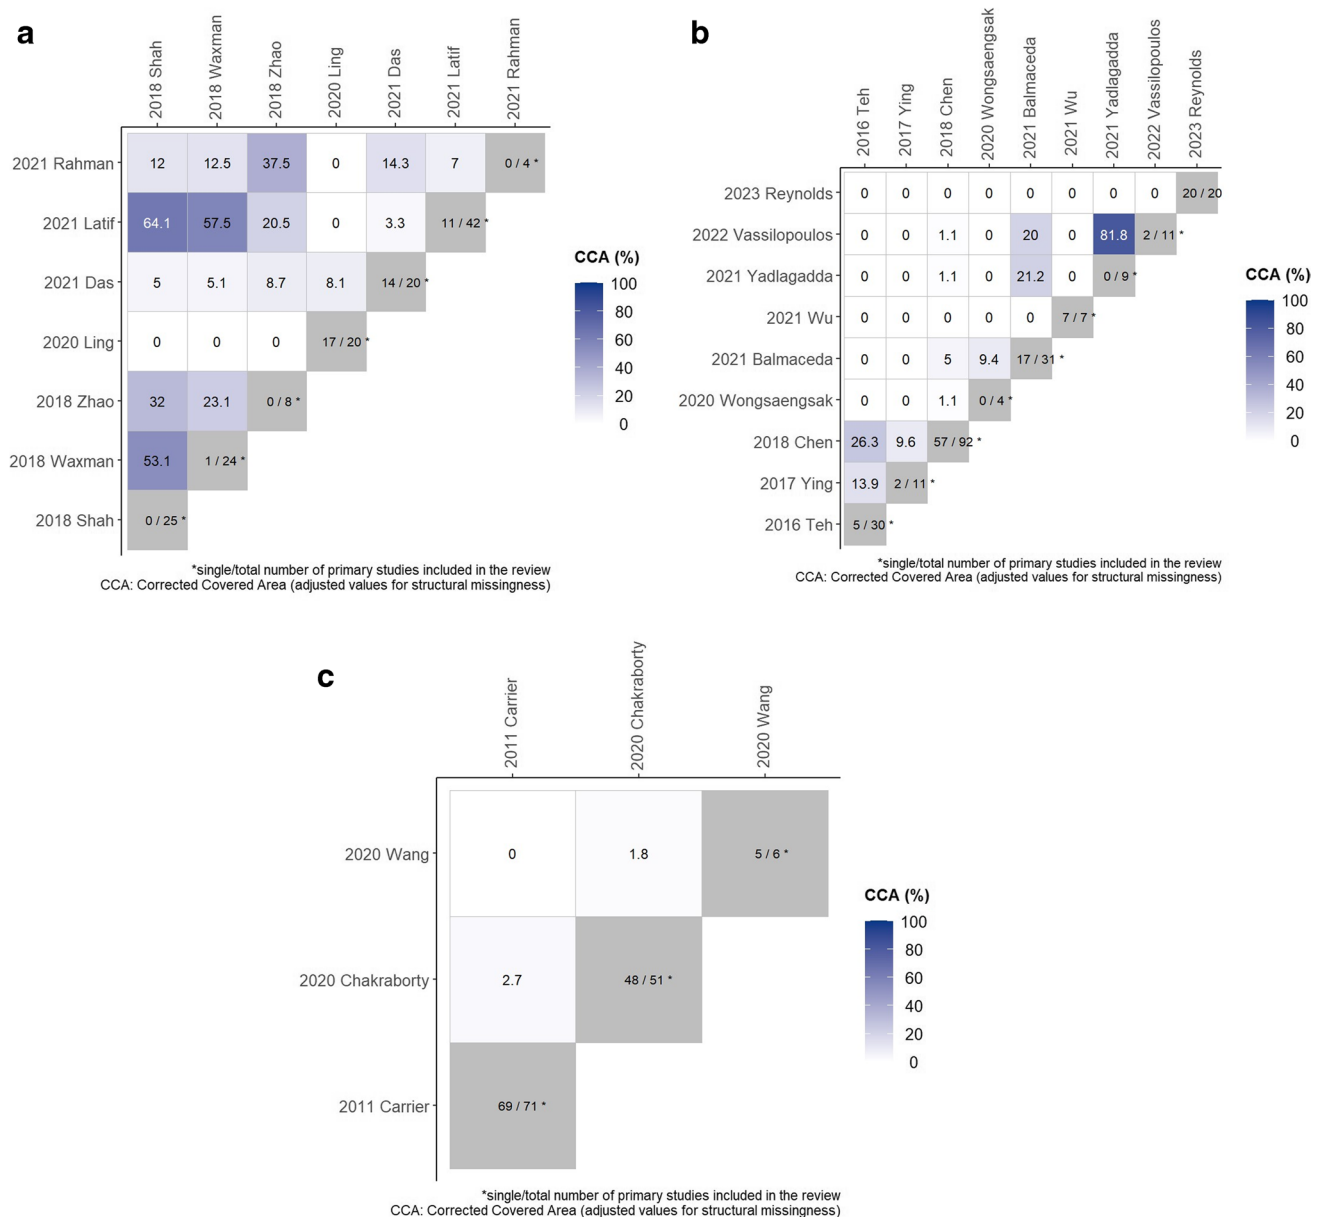 a
2018 Shah
2018 Waxman
2018 Zhao
2020 Ling
2021 Das
2021 Latif
2021 Rahman
2021 Rahman 12 12.5 37.5 0 14.3 7 0 / 4 *
2021 Latif 64.1 57.5 20.5 0 3.3 11 / 42 *
2021 Das 5 5.1 8.7 8.1 14 / 20 *
2020 Ling 0 0 0 17 / 20 *
2018 Zhao 32 23.1 0 / 8 *
2018 Waxman 53.1 1 / 24 *
2018 Shah 0 / 25 *
CCA (%)
100
80
60
40
20
0
*single/total number of primary studies included in the review
CCA: Corrected Covered Area (adjusted values for structural missingness)
b
2016 Teh
2017 Ying
2018 Chen
2020 Wongsaengsak
2021 Balmaceda
2021 Wu
2021 Yadlagadda
2022 Vassilopoulos
2023 Reynolds
2023 Reynolds 0 0 0 0 0 0 0 0 20 / 20
2022 Vassilopoulos 0 0 1.1 0 20 0 81.8 2 / 11 *
2021 Yadlagadda 0 0 1.1 0 21.2 0 0 / 9 *
2021 Wu 0 0 0 0 0 7 / 7 *
2021 Balmaceda 0 0 5 9.4 17 / 31 *
2020 Wongsaengsak 0 0 1.1 0 / 4 *
2018 Chen 26.3 9.6 57 / 92 *
2017 Ying 13.9 2 / 11 *
2016 Teh 5 / 30 *
CCA (%)
100
80
60
40
20
0
*single/total number of primary studies included in the review
CCA: Corrected Covered Area (adjusted values for structural missingness)
c
2011 Carrier
2020 Chakraborty
2020 Wang
2020 Wang 0 1.8 5 / 6 *
2020 Chakraborty 2.7 48 / 51 *
2011 Carrier 69 / 71 *
CCA (%)
100
80
60
40
20
0
*single/total number of primary studies included in the review
CCA: Corrected Covered Area (adjusted values for structural missingness)